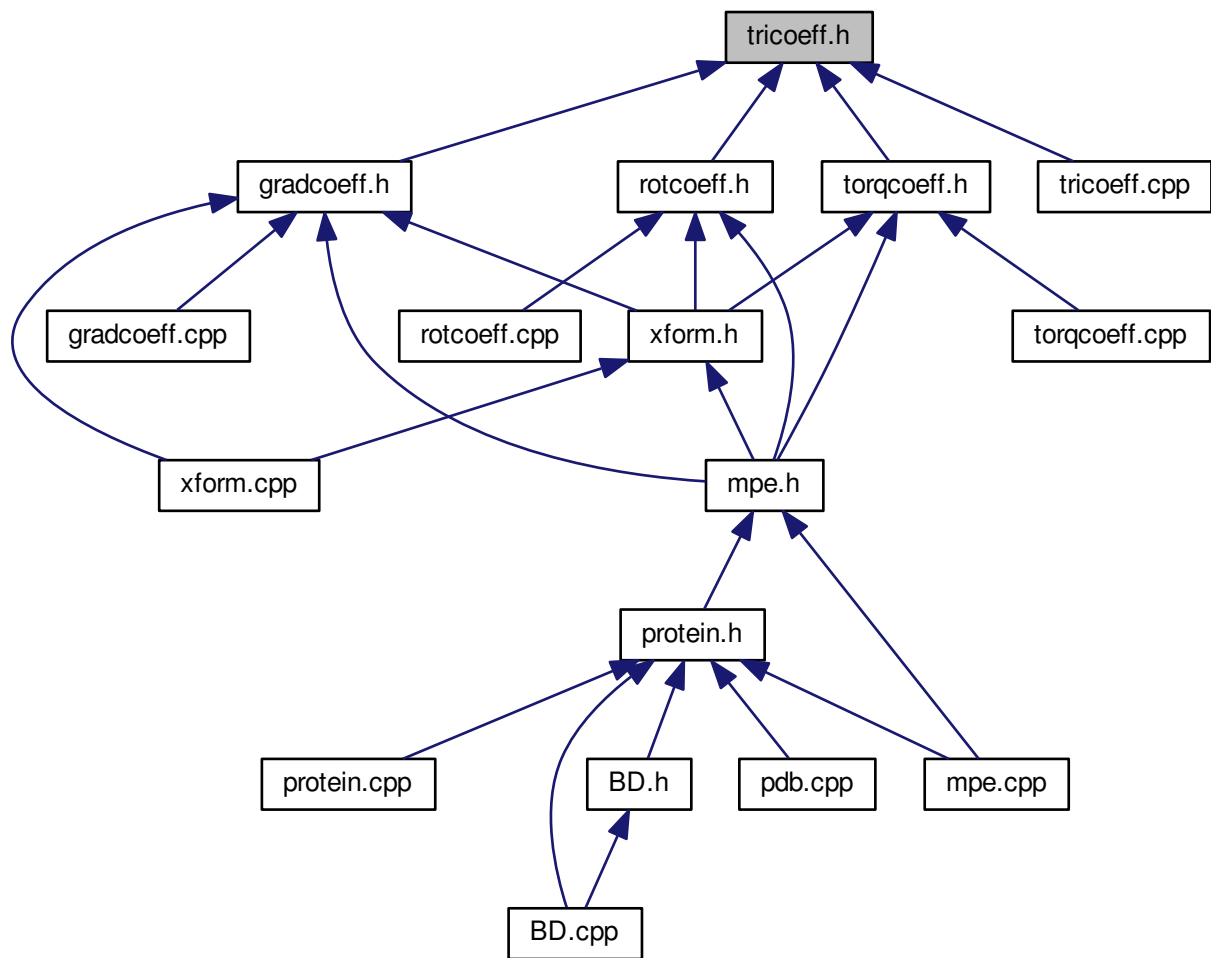 tricoeff.h
gradcoeff.h
rotcoeff.h
torqcoeff.h
tricoeff.cpp
gradcoeff.cpp
rotcoeff.cpp
xform.h
torqcoeff.cpp
xform.cpp
mpe.h
protein.h
protein.cpp
BD.h
pdb.cpp
mpe.cpp
BD.cpp